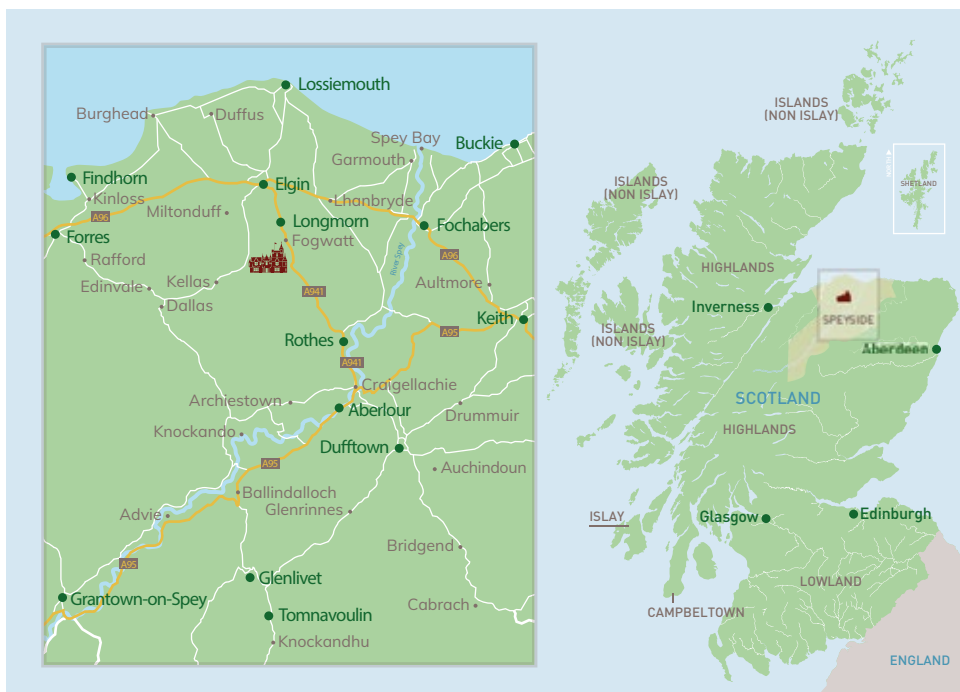 Lossiemouth
Burghead
Duffus
Spey Bay
Buckie
Garmouth
Findhorn
Elgin
Kinloss
Lhanbryde
Miltonduff
A96
Longmorn
Fochabers
Forres
Fogwatt
Rafford
River Spey
A96
Edinvale
Kellas
Aultmore
A941
Dallas
Keith
A95
Rothes
A941
Craigellachie
Archiestown
Aberlour
Drummuir
Knockando
Dufftown
A95
Auchindoun
Ballindalloch
Glenrinnes
Advie
Bridgend
A95
Glenlivet
Grantown-on-Spey
Cabrach
Tomnavoulin
Knockandhu
ISLANDS
(NON ISLAY)
ISLANDS
(NON ISLAY)
SHETLAND
HIGHLANDS
Inverness
SPEYSIDE
ISLANDS
(NON ISLAY)
Aberdeen
SCOTLAND
HIGHLANDS
ISLAY
Glasgow
Edinburgh
LOWLAND
CAMPBELTOWN
ENGLAND